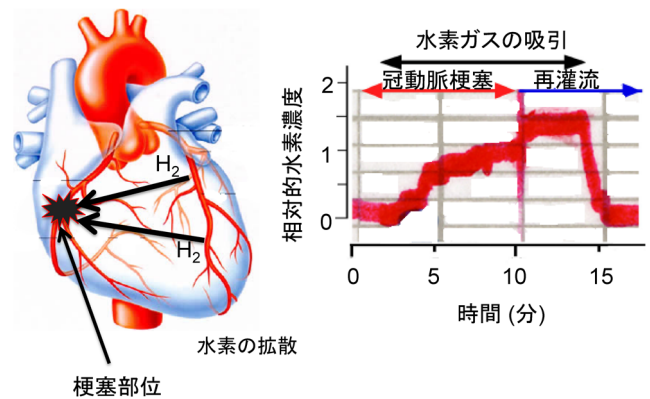 H2
H2
水素の拡散
梗塞部位
水素ガスの吸引
冠動脈梗塞
再灌流
相対的水素濃度
2
1
0
0
5
10
15
時間 (分)